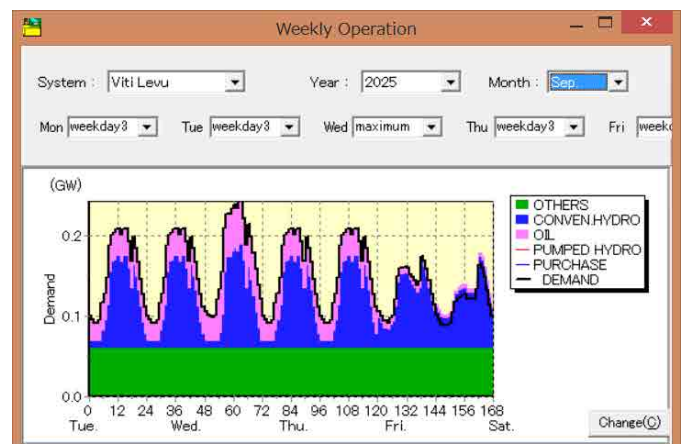 Weekly Operation
System : Viti Levu Year : 2025 Month : Sep.
Mon weekday3 Tue weekday3 Wed maximum Thu weekday3 Fri weekd
(GW)
OTHERS
CONVEN.HYDRO
OIL
PUMPED HYDRO
PURCHASE
DEMAND
Demand
0.2
0.1
0.0
0 12 24 36 48 60 72 84 96 108 120 132 144 156 168
Tue. Wed. Thu. Fri. Sat.
Change(C)